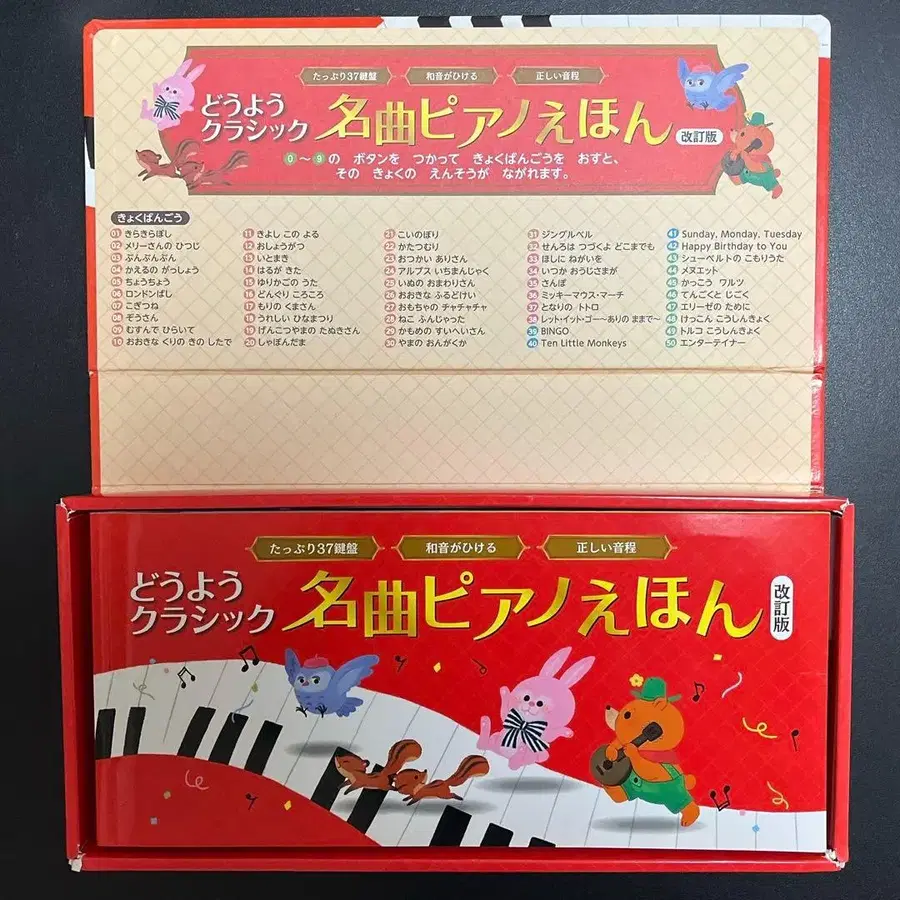 たっぷり37鍵盤
和音がひける
正しい音程
どうよう
クラシック
名曲ピアノえほん
改訂版
0〜9の ボタンを つかって きょくばんごうを おすと、
その きょくの えんそうが ながれます。
きょくばんごう
01 きらきらぼし
02 メリーさんの ひつじ
03 ぶんぶんぶん
04 かえるの がっしょう
05 ちょうちょう
06 ロンドンばし
07 こぎつね
08 ぞうさん
09 むすんで ひらいて
10 おおきな くりの きの したで
11 きよし この よる
12 おしょうがつ
13 いとまき
14 はるが きた
15 ゆりかごの うた
16 どんぐり ころころ
17 もりの くまさん
18 うれしい ひなまつり
19 げんこつやまの たぬきさん
20 しゃぼんだま
21 こいのぼり
22 かたつむり
23 おつかい ありさん
24 アルプス いちまんじゃく
25 いぬの おまわりさん
26 おおきな ふるどけい
27 おもちゃの チャチャチャ
28 ねこ ふんじゃった
29 かもめの すいへいさん
30 やまの おんがくか
31 ジングルベル
32 せんろは つづくよ どこまでも
33 ほしに ねがいを
34 いつか おうじさまが
35 さんぽ
36 ミッキーマウス・マーチ
37 となりの トトロ
38 レット・イット・ゴー〜ありの ままで〜
39 BINGO
40 Ten Little Monkeys
41 Sunday, Monday, Tuesday
42 Happy Birthday to You
43 シューベルトの こもりうた
44 メヌエット
45 かっこう ワルツ
46 てんごくと じごく
47 エリーゼの ために
48 けっこん こうしんきょく
49 トルコ こうしんきょく
50 エンターテイナー
たっぷり37鍵盤
和音がひける
正しい音程
どうよう
クラシック
名曲ピアノえほん
改訂版